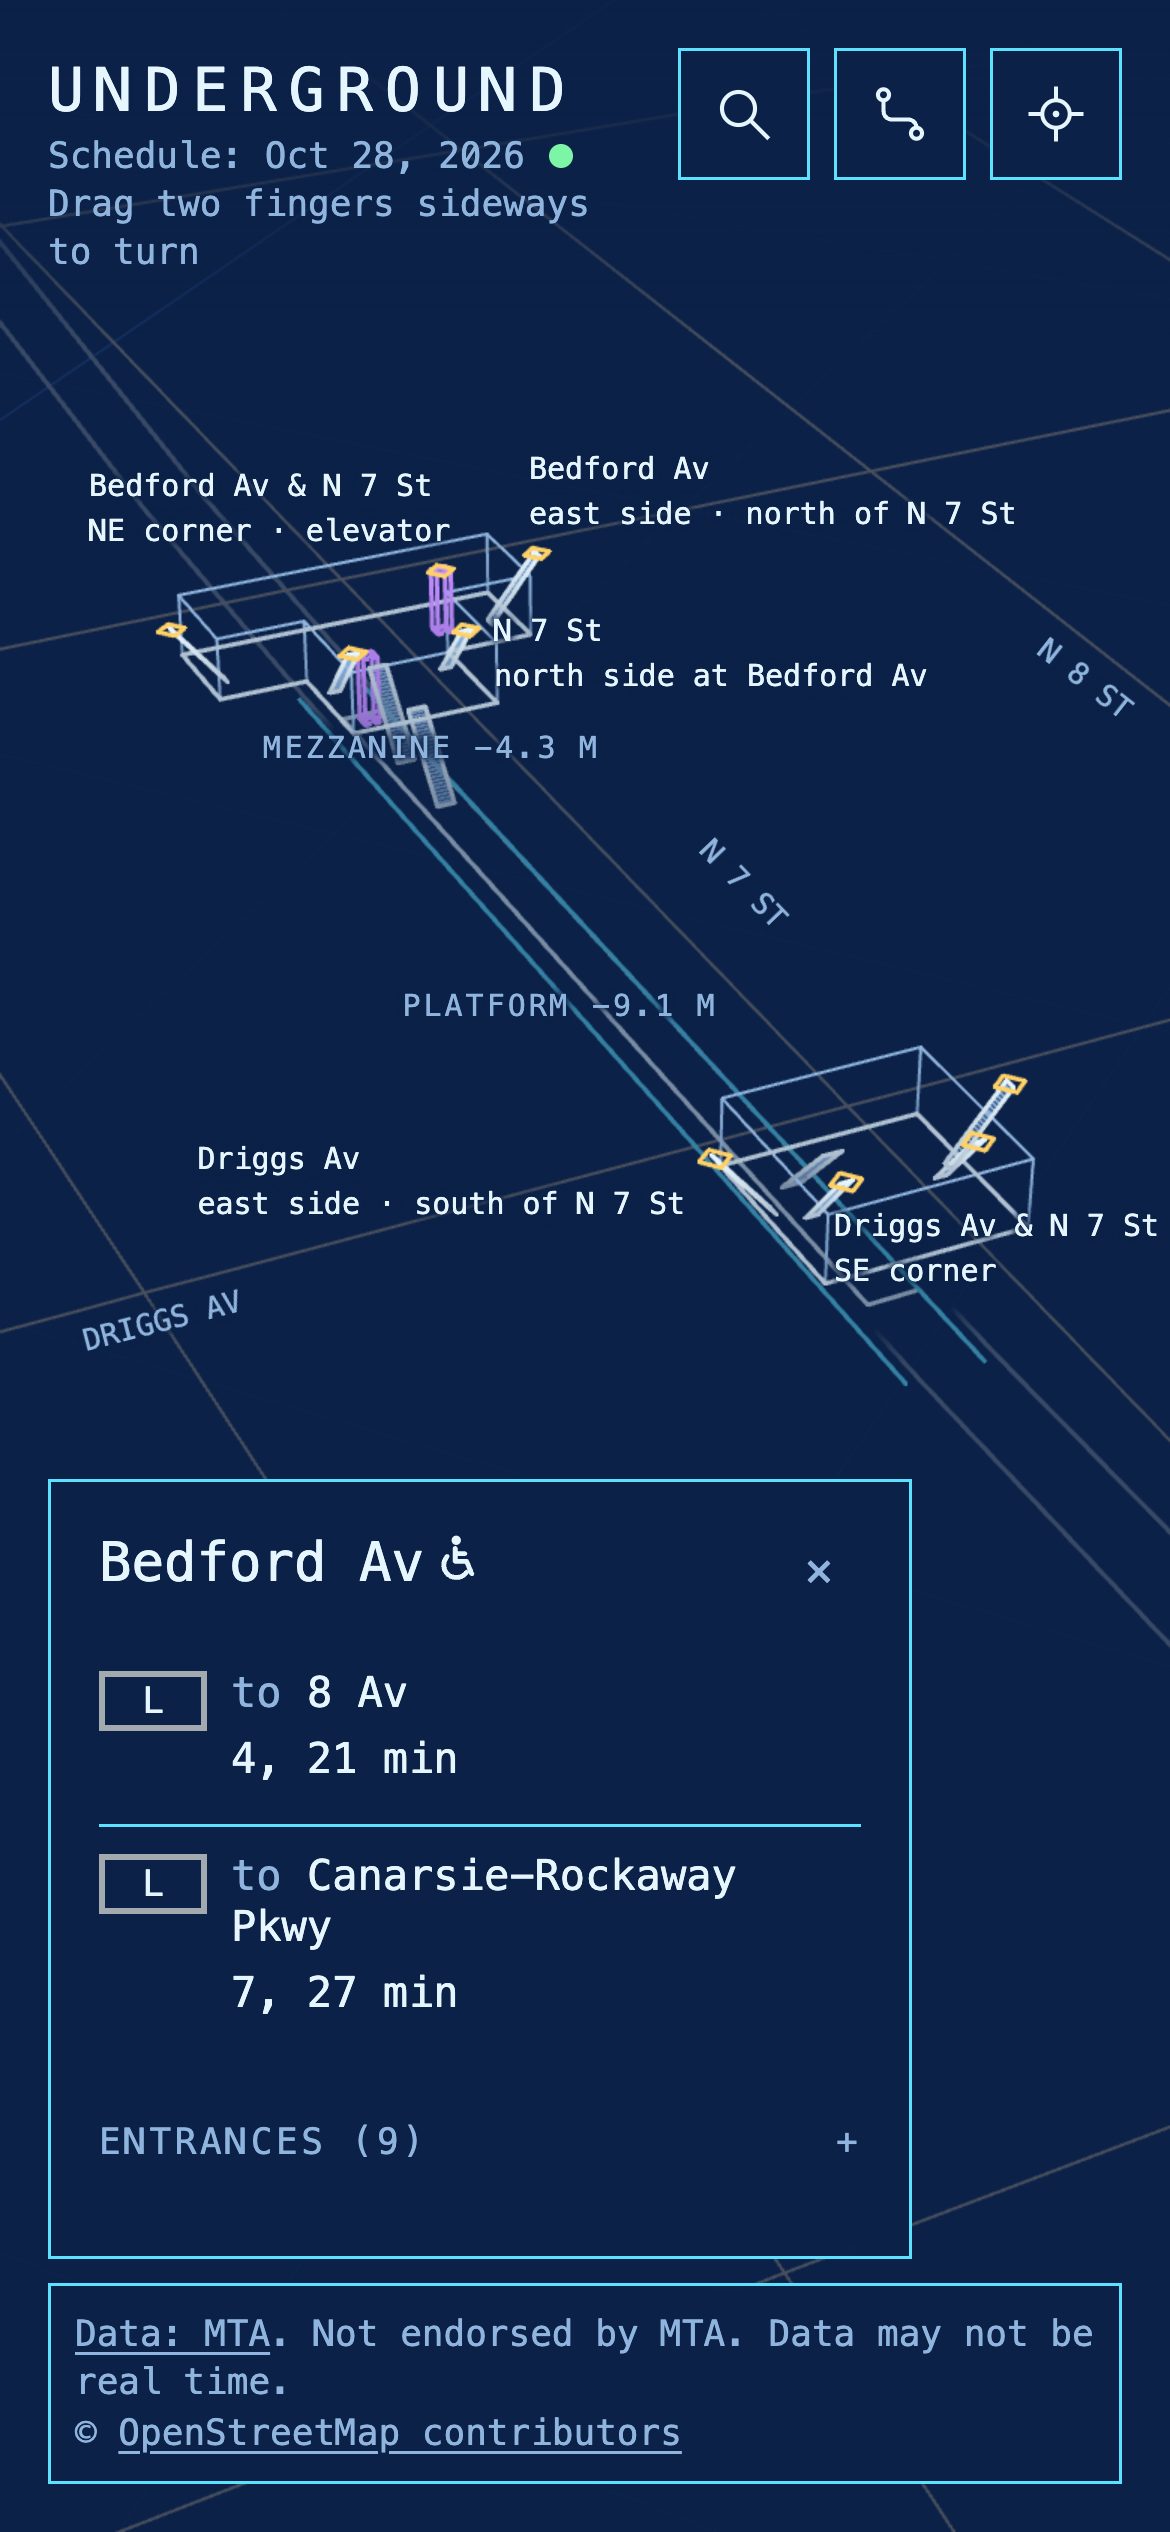 UNDERGROUND
Schedule: Oct 28, 2026
Drag two fingers sideways
to turn
Bedford Av & N 7 St
NE corner · elevator
Bedford Av
east side · north of N 7 St
N 7 St
north side at Bedford Av
N 8 ST
MEZZANINE −4.3 M
N 7 ST
PLATFORM −9.1 M
Driggs Av
east side · south of N 7 St
Driggs Av & N 7 St
SE corner
DRIGGS AV
Bedford Av
×
L to 8 Av
4, 21 min
L to Canarsie–Rockaway
Pkwy
7, 27 min
ENTRANCES (9) +
Data: MTA. Not endorsed by MTA. Data may not be
real time.
© OpenStreetMap contributors